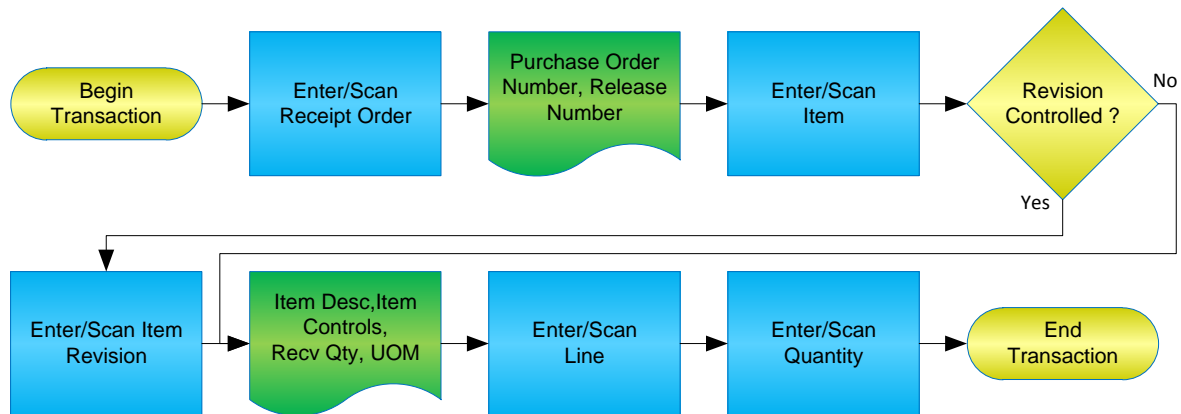 Begin
Transaction
Enter/Scan
Receipt Order
Purchase Order
Number, Release
Number
Enter/Scan
Item
Revision
Controlled ?
No
Yes
Enter/Scan Item
Revision
Item Desc,Item
Controls,
Recv Qty, UOM
Enter/Scan
Line
Enter/Scan
Quantity
End
Transaction